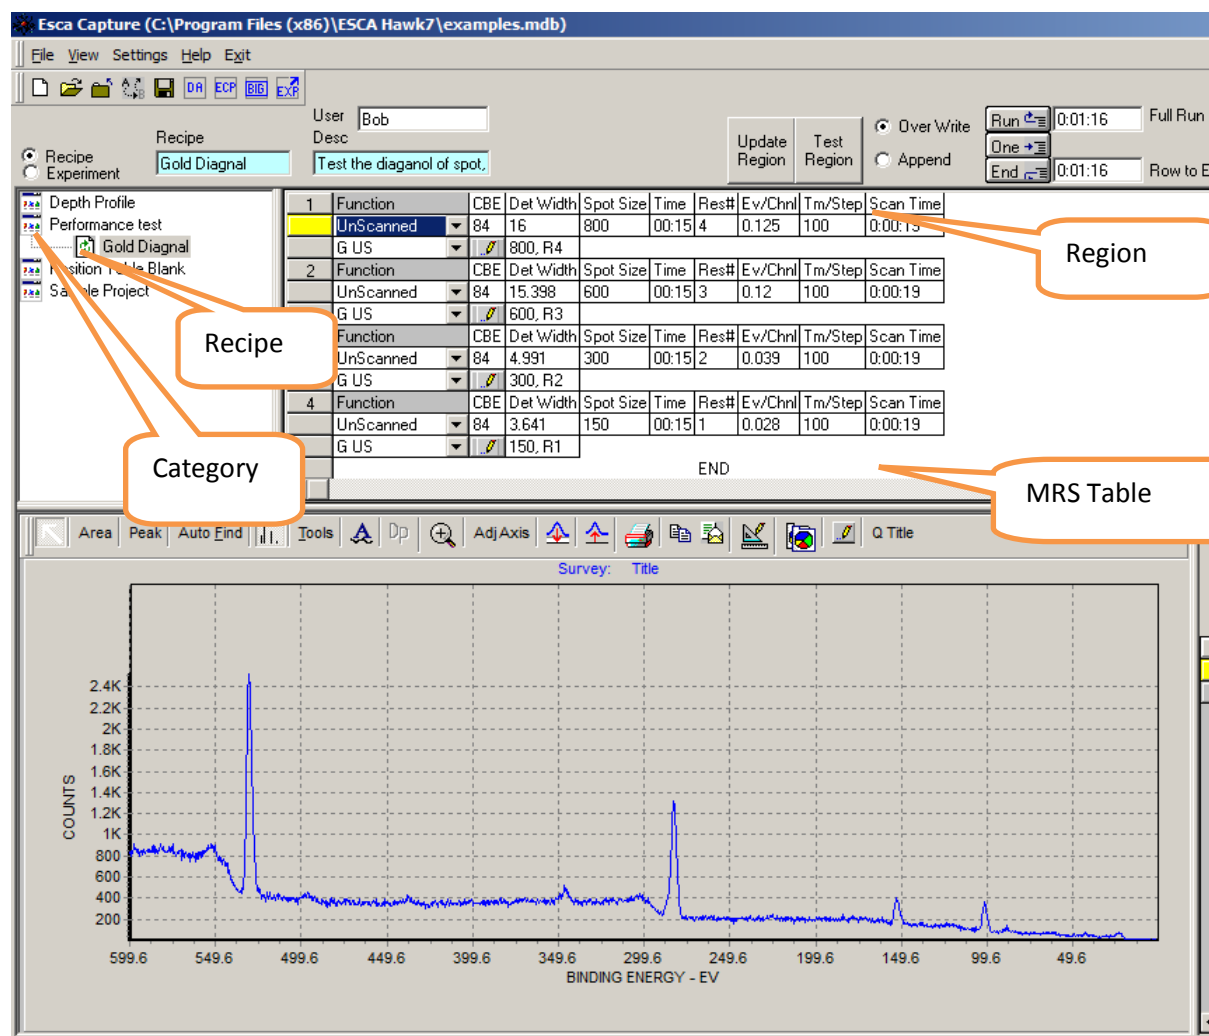 Esca Capture (C:\Program Files (x86)\ESCA Hawk7\examples.mdb)
File View Settings Help Exit
DA ECP BIG EXP
User Bob
Recipe Desc
Recipe
Experiment
Gold Diagnal Test the diaganol of spot,
Update Region
Test Region
Over Write
Append
Run 0:01:16 Full Run
One
End 0:01:16 Row to E
Depth Profile
Performance test
Gold Diagnal
Position Table Blank
Sample Project
1 Function CBE Det Width Spot Size Time Res# Ev/Chnl Tm/Step Scan Time
UnScanned 84 16 800 00:15 4 0.125 100 0:00:19
G US 800, R4
2 Function CBE Det Width Spot Size Time Res# Ev/Chnl Tm/Step Scan Time
UnScanned 84 15.398 600 00:15 3 0.12 100 0:00:19
G US 600, R3
Function CBE Det Width Spot Size Time Res# Ev/Chnl Tm/Step Scan Time
UnScanned 84 4.991 300 00:15 2 0.039 100 0:00:19
G US 300, R2
4 Function CBE Det Width Spot Size Time Res# Ev/Chnl Tm/Step Scan Time
UnScanned 84 3.641 150 00:15 1 0.028 100 0:00:19
G US 150, R1
END
Region
Recipe
Category
MRS Table
Area Peak Auto Find Tools A Dp Adj Axis Q Title
Survey: Title
2.4K
2.2K
2K
1.8K
1.6K
1.4K
1.2K
1K
800
600
400
200
COUNTS
599.6 549.6 499.6 449.6 399.6 349.6 299.6 249.6 199.6 149.6 99.6 49.6
BINDING ENERGY - EV